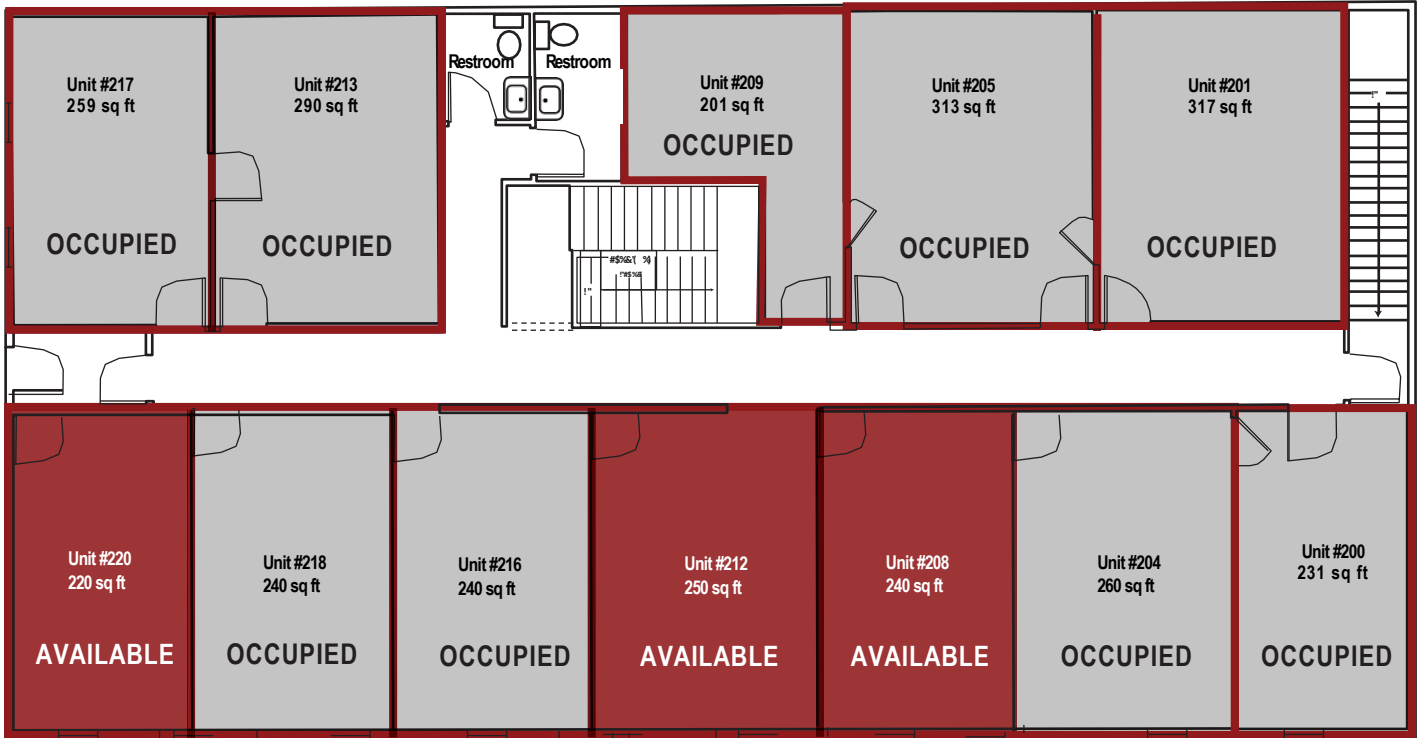 Unit #217
259 sq ft
OCCUPIED
Unit #213
290 sq ft
OCCUPIED
Restroom
Restroom
Unit #209
201 sq ft
OCCUPIED
Unit #205
313 sq ft
OCCUPIED
Unit #201
317 sq ft
OCCUPIED
Unit #220
220 sq ft
AVAILABLE
Unit #218
240 sq ft
OCCUPIED
Unit #216
240 sq ft
OCCUPIED
Unit #212
250 sq ft
AVAILABLE
Unit #208
240 sq ft
AVAILABLE
Unit #204
260 sq ft
OCCUPIED
Unit #200
231 sq ft
OCCUPIED